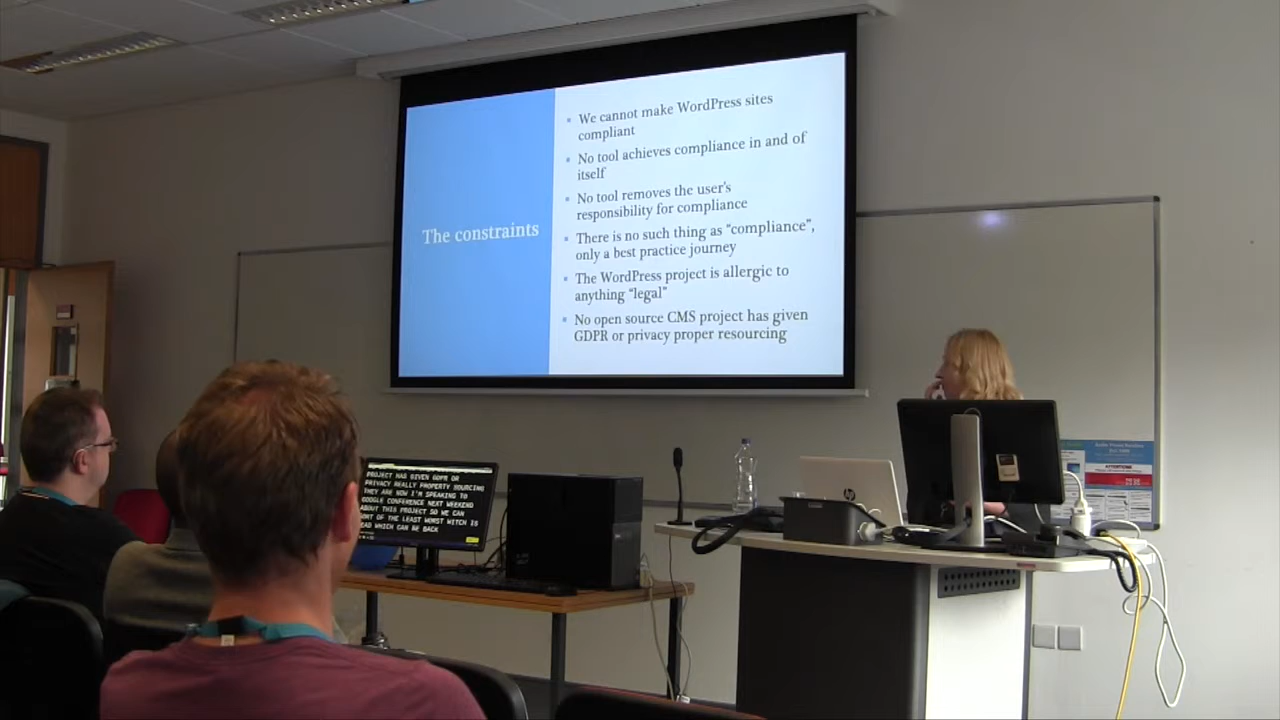 The constraints
We cannot make WordPress sites
compliant
No tool achieves compliance in and of
itself
No tool removes the user's
responsibility for compliance
There is no such thing as “compliance”,
only a best practice journey
The WordPress project is allergic to
anything “legal”
No open source CMS project has given
GDPR or privacy proper resourcing
PROJECT HAS GIVEN GDPR OR
PRIVACY REALLY PROPERTY SOURCING
THEY ARE NOW I'M SPEAKING TO
GOOGLE CONFERENCE NEXT WEEKEND
ABOUT THIS PROJECT SO WE CAN
SORT OF THE LEAST WORST WITCH IS
EAD WHICH CAN BE BACK
hp
ATTENTION